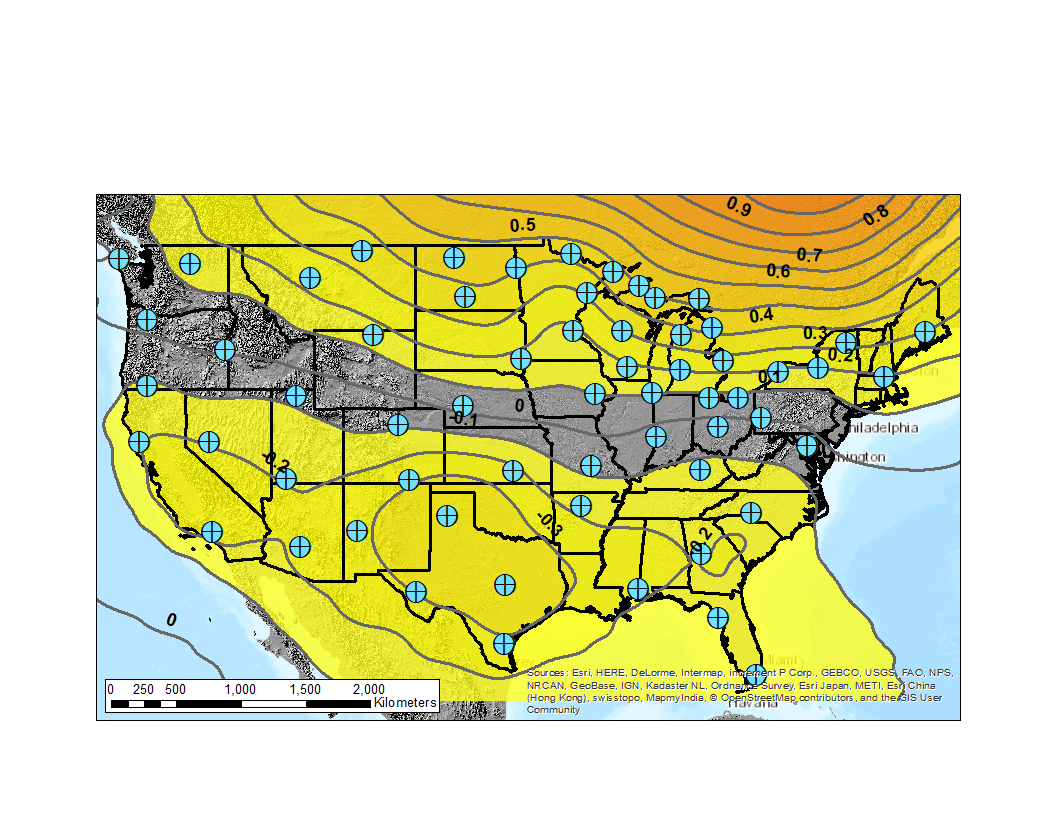 0.9
0.8
0.5
0.7
0.6
0.4
0.3
0.2
0.1
0
-0.1
Philadelphia
-0.2
-0.3
0.2
0
Miami
0 250 500 1,000 1,500 2,000
Kilometers
Sources: Esri, HERE, DeLorme, Intermap, increment P Corp., GEBCO, USGS, FAO, NPS,
NRCAN, GeoBase, IGN, Kadaster NL, Ordnance Survey, Esri Japan, METI, Esri China
(Hong Kong), swisstopo, MapmyIndia, © OpenStreetMap contributors, and the GIS User
Community
Havana